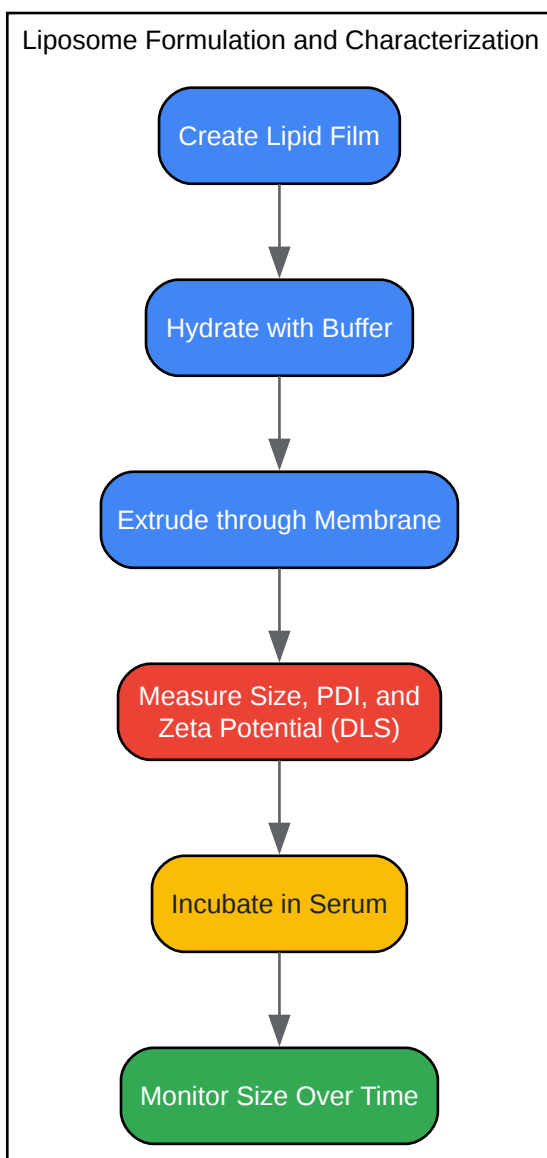 Liposome Formulation and Characterization
Create Lipid Film
Hydrate with Buffer
Extrude through Membrane
Measure Size, PDI, and
Zeta Potential (DLS)
Incubate in Serum
Monitor Size Over Time